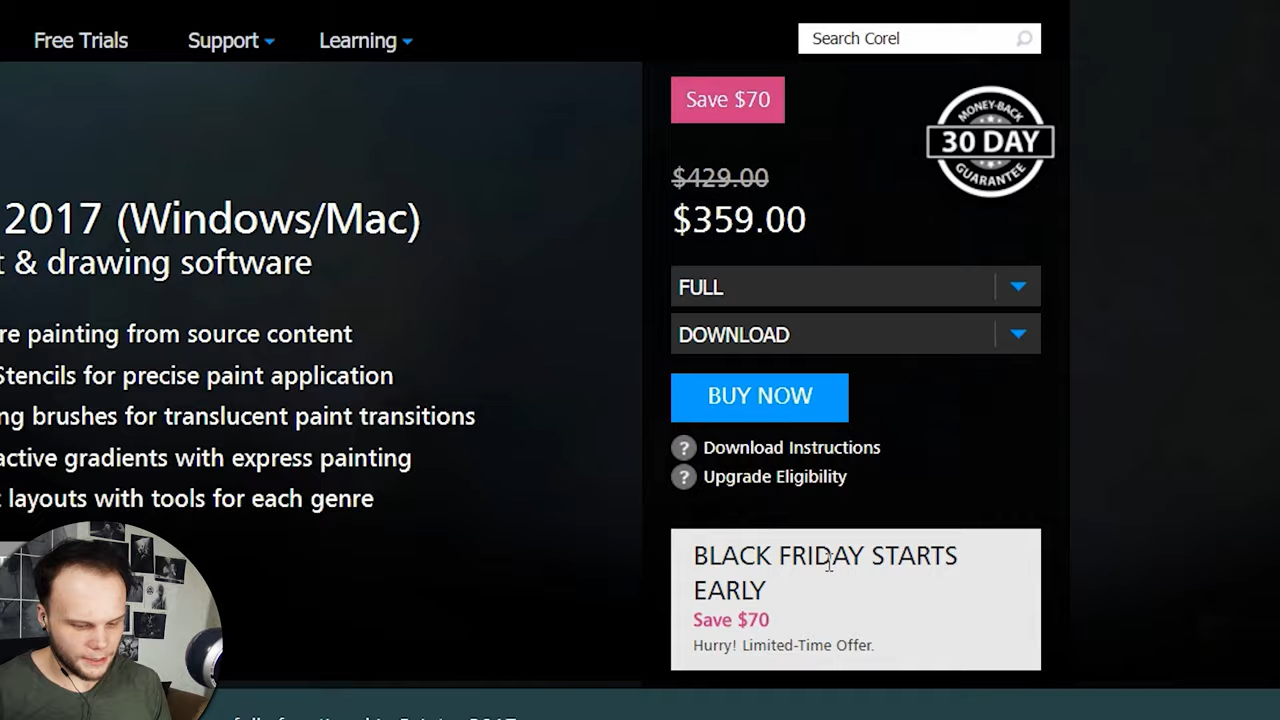 Free Trials Support Learning
Search Corel
Save $70
MONEY-BACK
30 DAY
GUARANTEE
$429.00
2017 (Windows/Mac)
$359.00
& drawing software
FULL
painting from source content
DOWNLOAD
Stencils for precise paint application
BUY NOW
brushes for translucent paint transitions
gradients with express painting
Download Instructions
Upgrade Eligibility
layouts with tools for each genre
BLACK FRIDAY STARTS
EARLY
Save $70
Hurry! Limited-Time Offer.